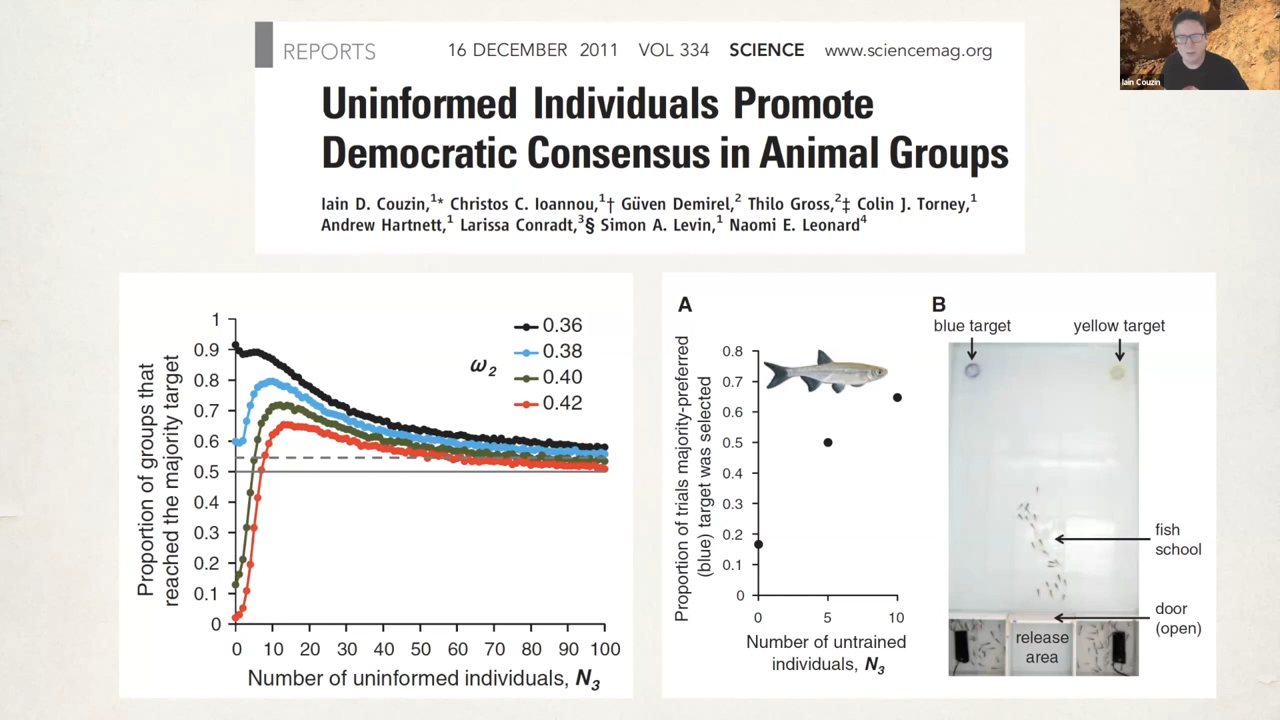 REPORTS
16 DECEMBER 2011 VOL 334 SCIENCE www.sciencemag.org
Uninformed Individuals Promote
Democratic Consensus in Animal Groups
Iain D. Couzin,1* Christos C. Ioannou,1† Güven Demirel,2 Thilo Gross,2‡ Colin J. Torney,1
Andrew Hartnett,1 Larissa Conradt,3§ Simon A. Levin,1 Naomi E. Leonard4
Iain Couzin
Proportion of groups that
reached the majority target
1
0.9
0.8
0.7
0.6
0.5
0.4
0.3
0.2
0.1
0
ω2
0.36
0.38
0.40
0.42
0 10 20 30 40 50 60 70 80 90 100
Number of uninformed individuals, N3
A
Proportion of trials majority-preferred
(blue) target was selected
0.8
0.7
0.6
0.5
0.4
0.3
0.2
0.1
0
0 5 10
Number of untrained
individuals, N3
B
blue target
yellow target
fish
school
door
(open)
release
area